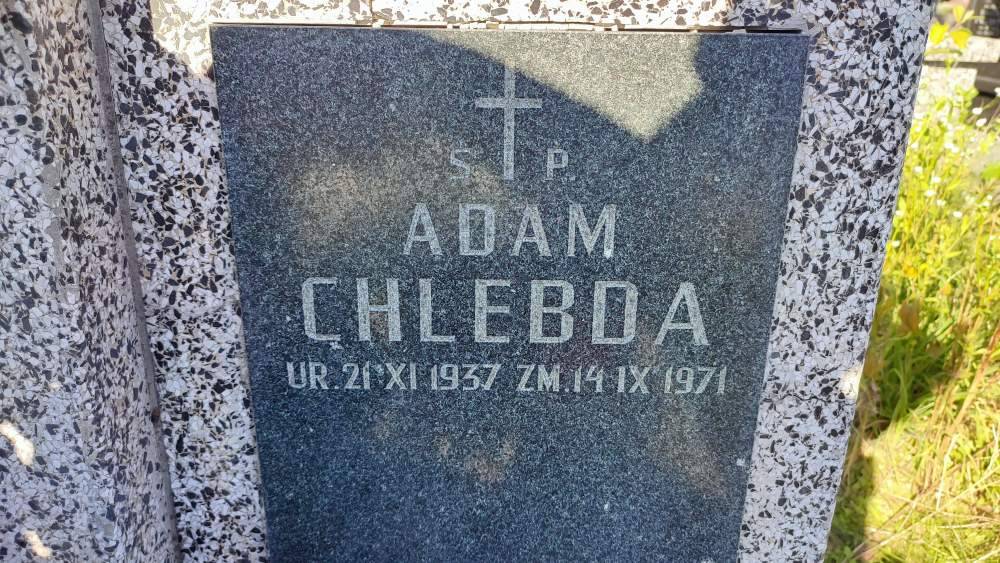 S. P.
ADAM
CHLEBDA
UR. 21 XI 1937 ZM. 14 IX 1971